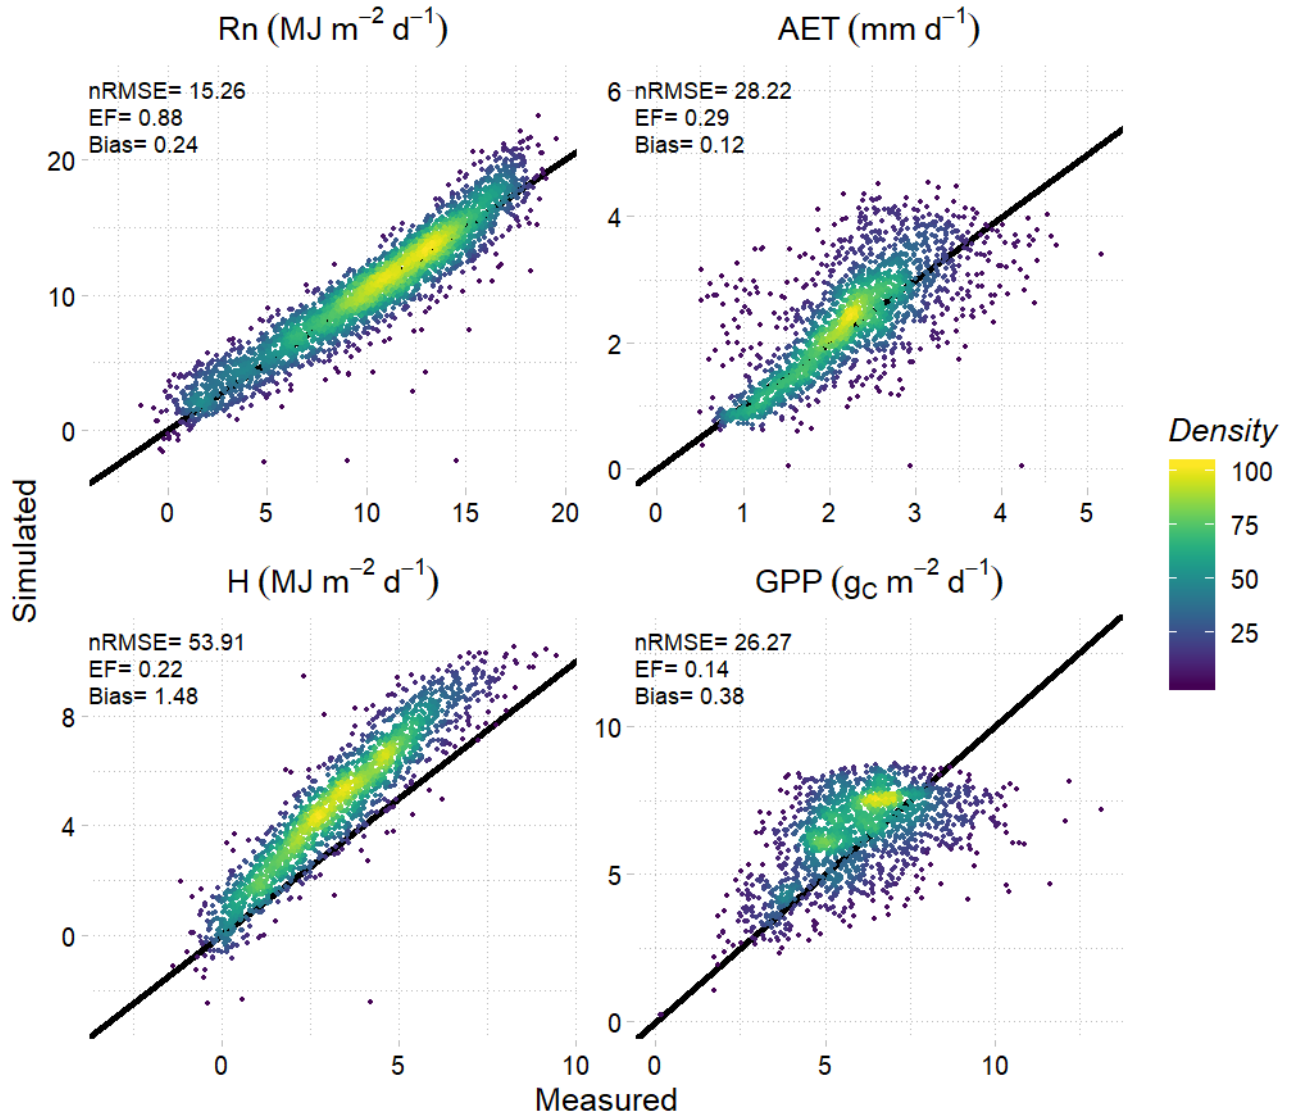 Rn (MJ m⁻² d⁻¹)
nRMSE= 15.26
EF= 0.88
Bias= 0.24
20
10
0
0 5 10 15 20
AET (mm d⁻¹)
nRMSE= 28.22
EF= 0.29
Bias= 0.12
6
4
2
0
0 1 2 3 4 5
H (MJ m⁻² d⁻¹)
nRMSE= 53.91
EF= 0.22
Bias= 1.48
8
4
0
0 5 10
GPP (g_C m⁻² d⁻¹)
nRMSE= 26.27
EF= 0.14
Bias= 0.38
10
5
0
0 5 10
Simulated
Measured
Density
100
75
50
25